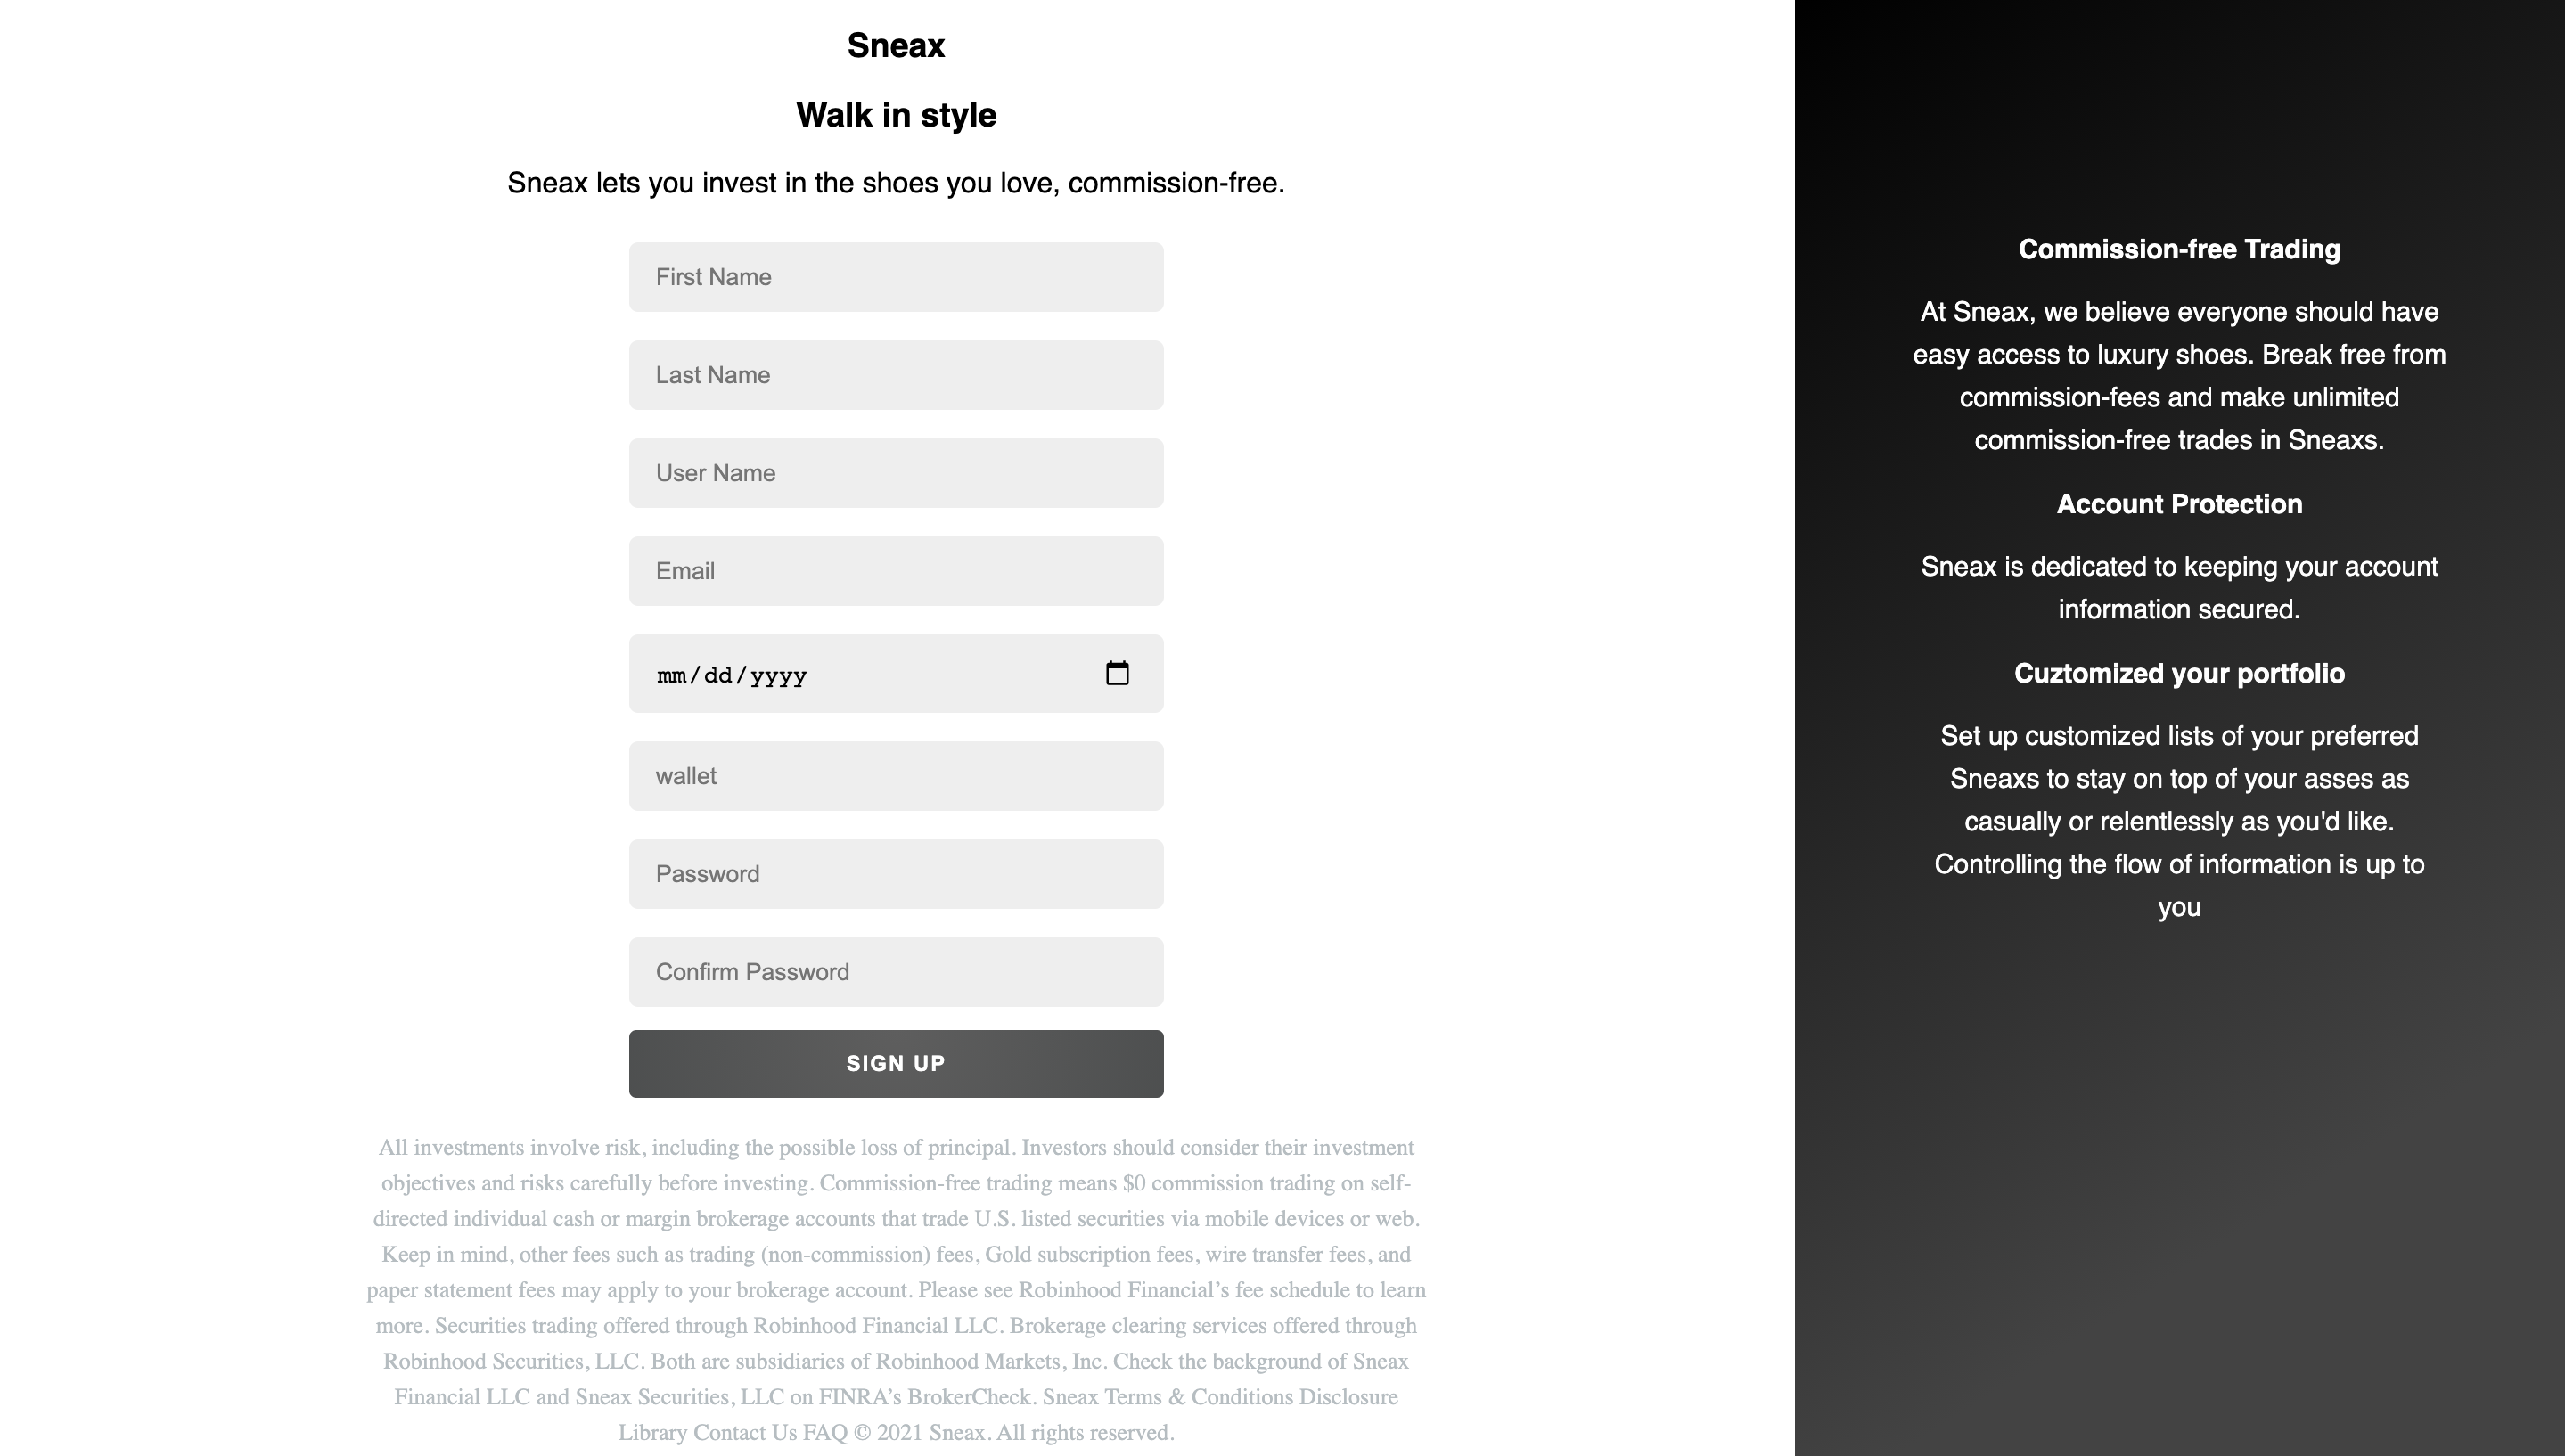 Sneax
Walk in style
Sneax lets you invest in the shoes you love, commission-free.
First Name
Last Name
User Name
Email
mm/dd/yyyy
wallet
Password
Confirm Password
SIGN UP
All investments involve risk, including the possible loss of principal. Investors should consider their investment
objectives and risks carefully before investing. Commission-free trading means $0 commission trading on self-
directed individual cash or margin brokerage accounts that trade U.S. listed securities via mobile devices or web.
Keep in mind, other fees such as trading (non-commission) fees, Gold subscription fees, wire transfer fees, and
paper statement fees may apply to your brokerage account. Please see Robinhood Financial’s fee schedule to learn
more. Securities trading offered through Robinhood Financial LLC. Brokerage clearing services offered through
Robinhood Securities, LLC. Both are subsidiaries of Robinhood Markets, Inc. Check the background of Sneax
Financial LLC and Sneax Securities, LLC on FINRA’s BrokerCheck. Sneax Terms & Conditions Disclosure
Library Contact Us FAQ © 2021 Sneax. All rights reserved.
Commission-free Trading
At Sneax, we believe everyone should have
easy access to luxury shoes. Break free from
commission-fees and make unlimited
commission-free trades in Sneaxs.
Account Protection
Sneax is dedicated to keeping your account
information secured.
Cuztomized your portfolio
Set up customized lists of your preferred
Sneaxs to stay on top of your asses as
casually or relentlessly as you'd like.
Controlling the flow of information is up to
you